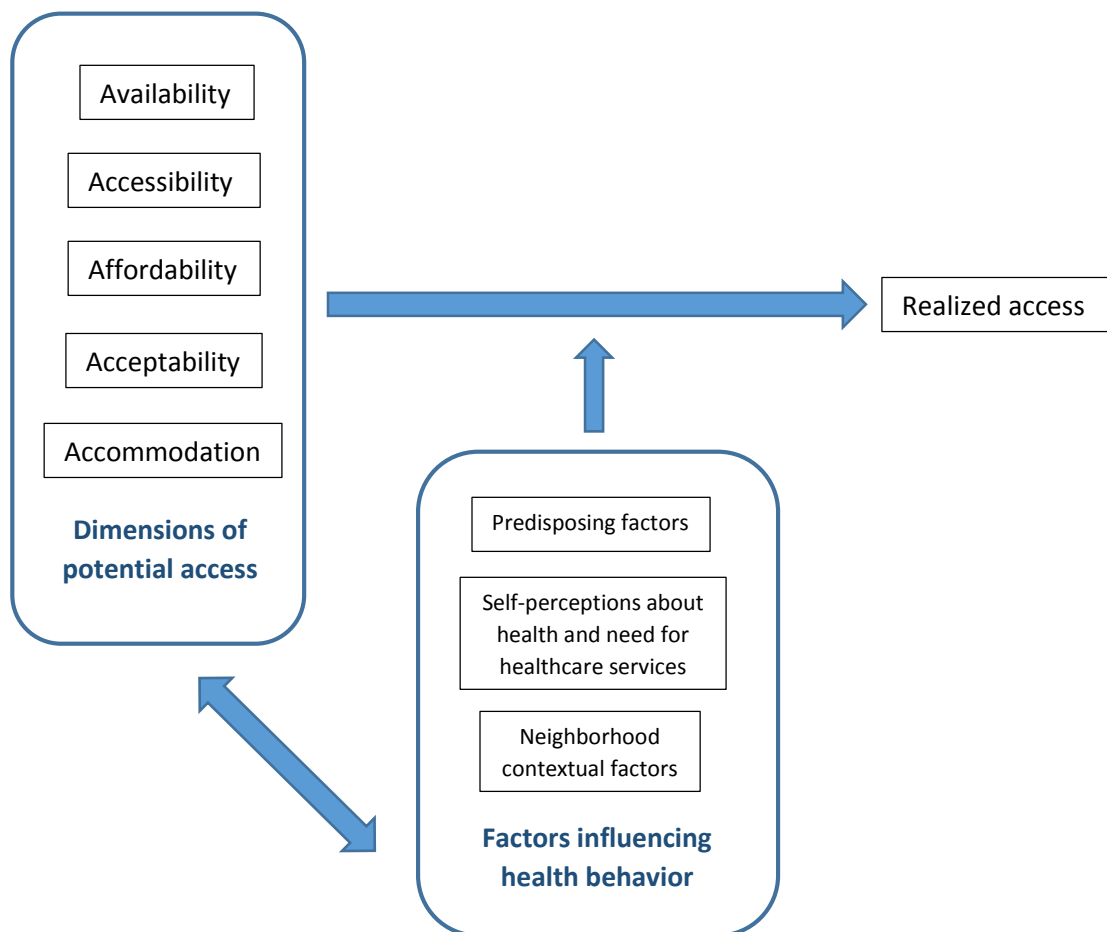 Availability
Accessibility
Affordability
Acceptability
Accommodation
Dimensions of
potential access
Realized access
Predisposing factors
Self-perceptions about
health and need for
healthcare services
Neighborhood
contextual factors
Factors influencing
health behavior